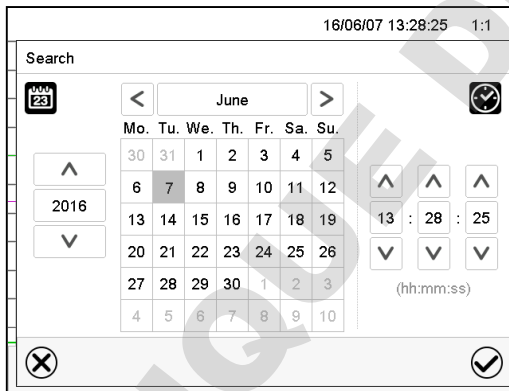 16/06/07 13:28:25 1:1
Search
23
< June >
Mo. Tu. We. Th. Fr. Sa. Su.
30 31 1 2 3 4 5
6 7 8 9 10 11 12
2016
13 14 15 16 17 18 19
13 : 28 : 25
20 21 22 23 24 25 26
27 28 29 30 1 2 3
(hh:mm:ss)
4 5 6 7 8 9 10
NIQUE D